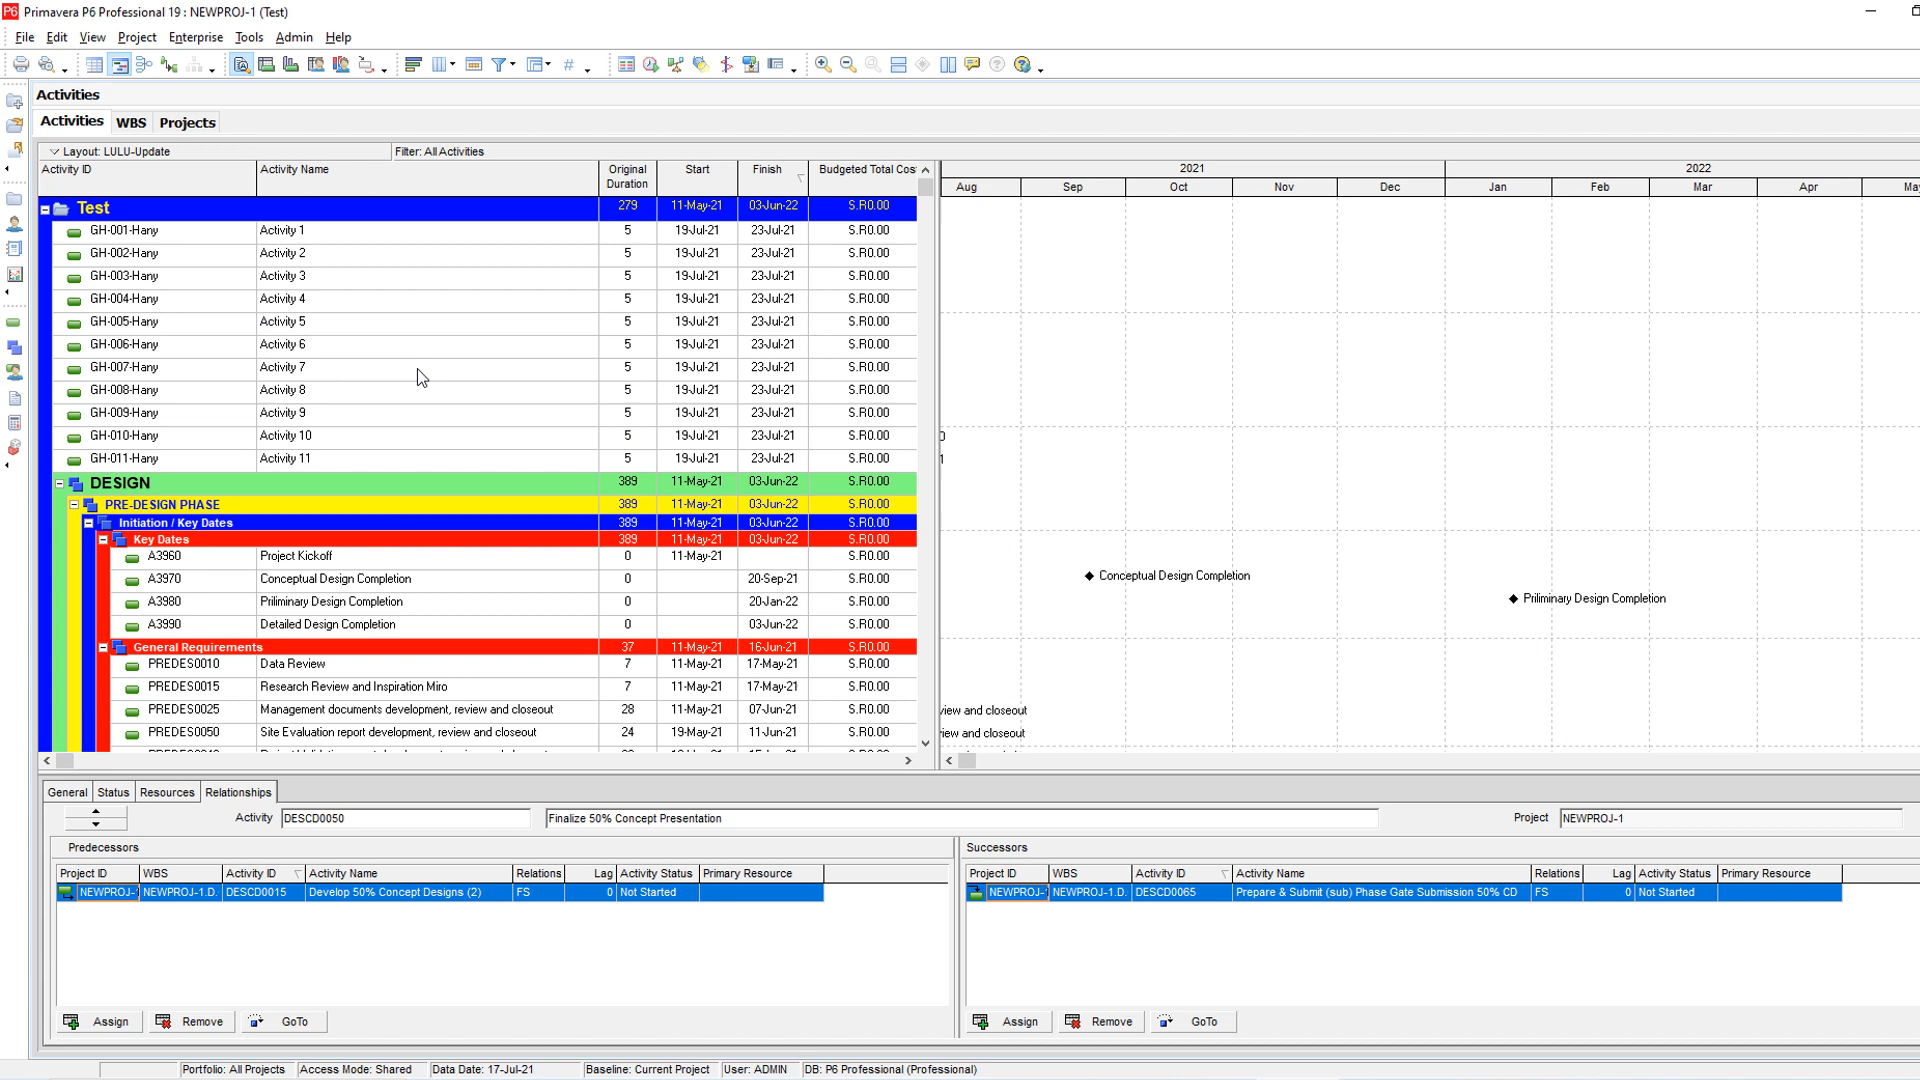 P6 Primavera P6 Professional 19 : NEWPROJ-1 (Test)
File Edit View Project Enterprise Tools Admin Help
Activities
Activities WBS Projects
Layout: LULU-Update Filter: All Activities
Activity ID Activity Name Original Duration Start Finish Budgeted Total Cos
2021 2022
Aug Sep Oct Nov Dec Jan Feb Mar Apr May
Test 279 11-May-21 03-Jun-22 S.R0.00
GH-001-Hany Activity 1 5 19-Jul-21 23-Jul-21 S.R0.00
GH-002-Hany Activity 2 5 19-Jul-21 23-Jul-21 S.R0.00
GH-003-Hany Activity 3 5 19-Jul-21 23-Jul-21 S.R0.00
GH-004-Hany Activity 4 5 19-Jul-21 23-Jul-21 S.R0.00
GH-005-Hany Activity 5 5 19-Jul-21 23-Jul-21 S.R0.00
GH-006-Hany Activity 6 5 19-Jul-21 23-Jul-21 S.R0.00
GH-007-Hany Activity 7 5 19-Jul-21 23-Jul-21 S.R0.00
GH-008-Hany Activity 8 5 19-Jul-21 23-Jul-21 S.R0.00
GH-009-Hany Activity 9 5 19-Jul-21 23-Jul-21 S.R0.00
GH-010-Hany Activity 10 5 19-Jul-21 23-Jul-21 S.R0.00 0
GH-011-Hany Activity 11 5 19-Jul-21 23-Jul-21 S.R0.00 1
DESIGN 389 11-May-21 03-Jun-22 S.R0.00
PRE-DESIGN PHASE 389 11-May-21 03-Jun-22 S.R0.00
Initiation / Key Dates 389 11-May-21 03-Jun-22 S.R0.00
Key Dates 389 11-May-21 03-Jun-22 S.R0.00
A3960 Project Kickoff 0 11-May-21 S.R0.00
A3970 Conceptual Design Completion 0 20-Sep-21 S.R0.00 Conceptual Design Completion
A3980 Priliminary Design Completion 0 20-Jan-22 S.R0.00 Priliminary Design Completion
A3990 Detailed Design Completion 0 03-Jun-22 S.R0.00
General Requirements 37 11-May-21 16-Jun-21 S.R0.00
PREDES0010 Data Review 7 11-May-21 17-May-21 S.R0.00
PREDES0015 Research Review and Inspiration Miro 7 11-May-21 17-May-21 S.R0.00
PREDES0025 Management documents development, review and closeout 28 11-May-21 07-Jun-21 S.R0.00 view and closeout
PREDES0050 Site Evaluation report development, review and closeout 24 19-May-21 11-Jun-21 S.R0.00 iew and closeout
General Status Resources Relationships
Activity DESCD0050 Finalize 50% Concept Presentation Project NEWPROJ-1
Predecessors Successors
Project ID WBS Activity ID Activity Name Relations Lag Activity Status Primary Resource
NEWPROJ- NEWPROJ-1.D. DESCD0015 Develop 50% Concept Designs (2) FS 0 Not Started
Project ID WBS Activity ID Activity Name Relations Lag Activity Status Primary Resource
NEWPROJ- NEWPROJ-1.D. DESCD0065 Prepare & Submit (sub) Phase Gate Submission 50% CD FS 0 Not Started
Assign Remove GoTo Assign Remove GoTo
Portfolio: All Projects Access Mode: Shared Data Date: 17-Jul-21 Baseline: Current Project User: ADMIN DB: P6 Professional (Professional)